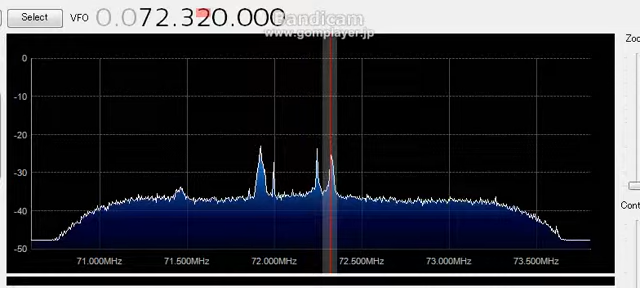 Select VFO 0.072.320.000
Bandicam
www.gomplayer.jp
Zoo
0
-10
-20
-30
-40
-50
Cont
71.000MHz 71.500MHz 72.000MHz 72.500MHz 73.000MHz 73.500MHz